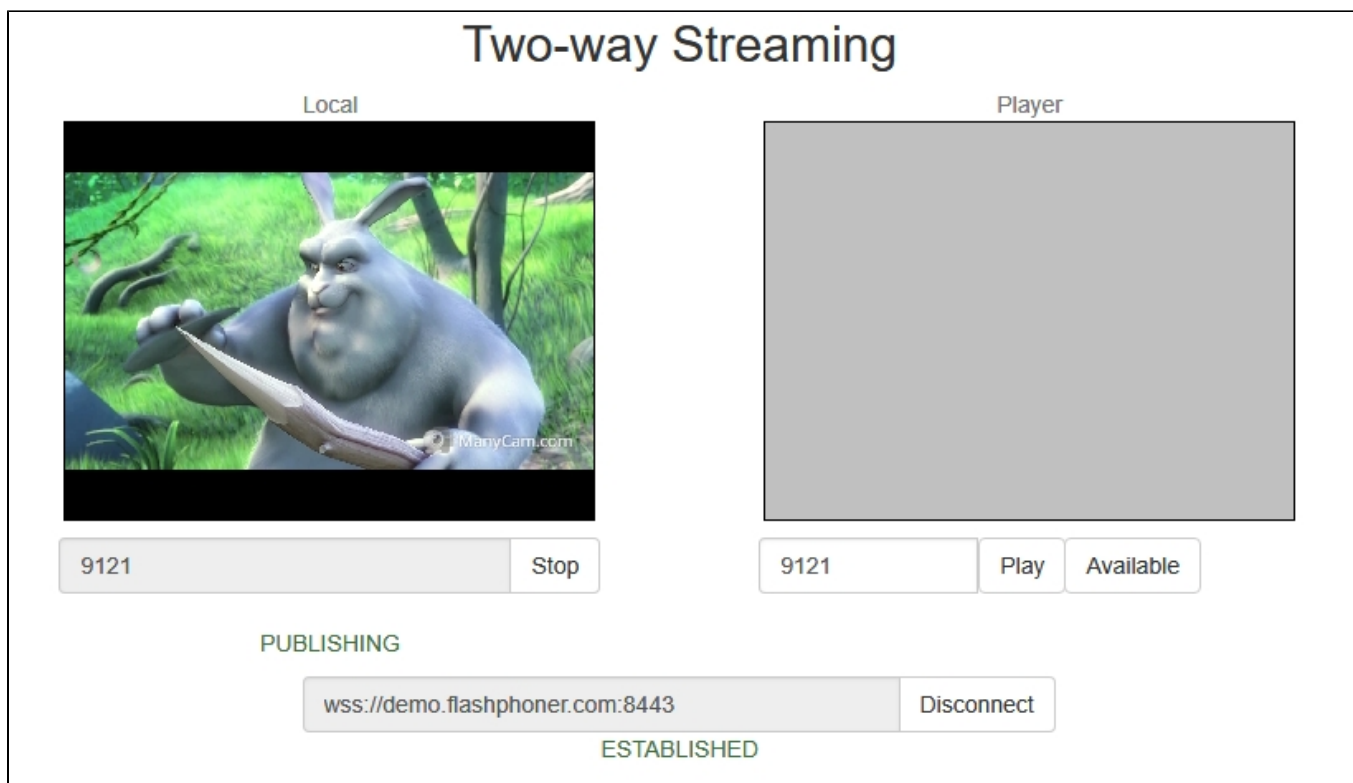 Two-way Streaming
Local
Player
ManyCam.com
9121
Stop
9121
Play
Available
PUBLISHING
wss://demo.flashphoner.com:8443
Disconnect
ESTABLISHED